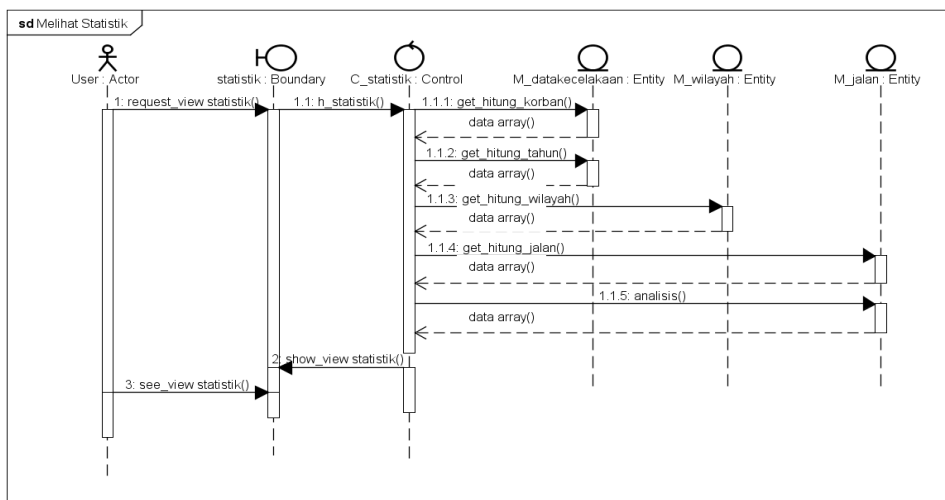 sd Melihat Statistik
User : Actor
statistik : Boundary
C_statistik : Control
M_datakecelakaan : Entity
M_wilayah : Entity
M_jalan : Entity
1: request_view statistik()
1.1: h_statistik()
1.1.1: get_hitung_korban()
data array()
1.1.2: get_hitung_tahun()
data array()
1.1.3: get_hitung_wilayah()
data array()
1.1.4: get_hitung_jalan()
data array()
1.1.5: analisis()
data array()
2: show_view statistik()
3: see_view statistik()